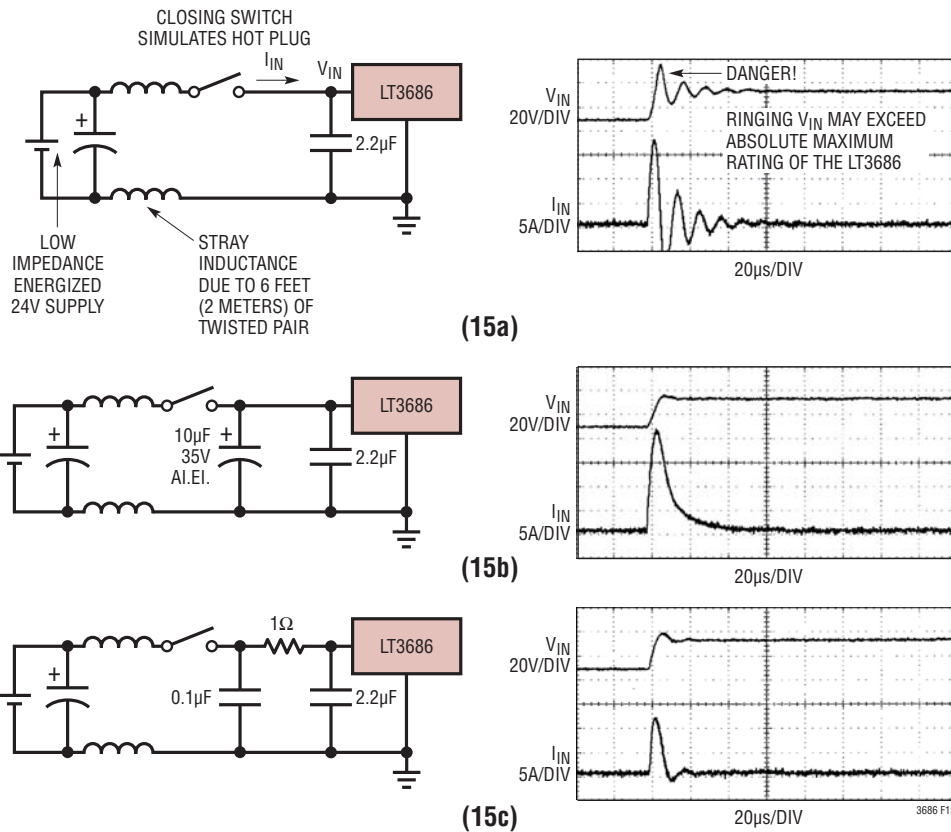 CLOSING SWITCH
SIMULATES HOT PLUG
I_IN
V_IN
LT3686
+
2.2µF
LOW
IMPEDANCE
ENERGIZED
24V SUPPLY
STRAY
INDUCTANCE
DUE TO 6 FEET
(2 METERS) OF
TWISTED PAIR
V_IN
20V/DIV
DANGER!
RINGING V_IN MAY EXCEED
ABSOLUTE MAXIMUM
RATING OF THE LT3686
I_IN
5A/DIV
20µs/DIV
(15a)
LT3686
+
10µF
35V
AI.EI.
+
2.2µF
V_IN
20V/DIV
I_IN
5A/DIV
20µs/DIV
(15b)
1Ω
LT3686
+
0.1µF
2.2µF
V_IN
20V/DIV
I_IN
5A/DIV
20µs/DIV
(15c)